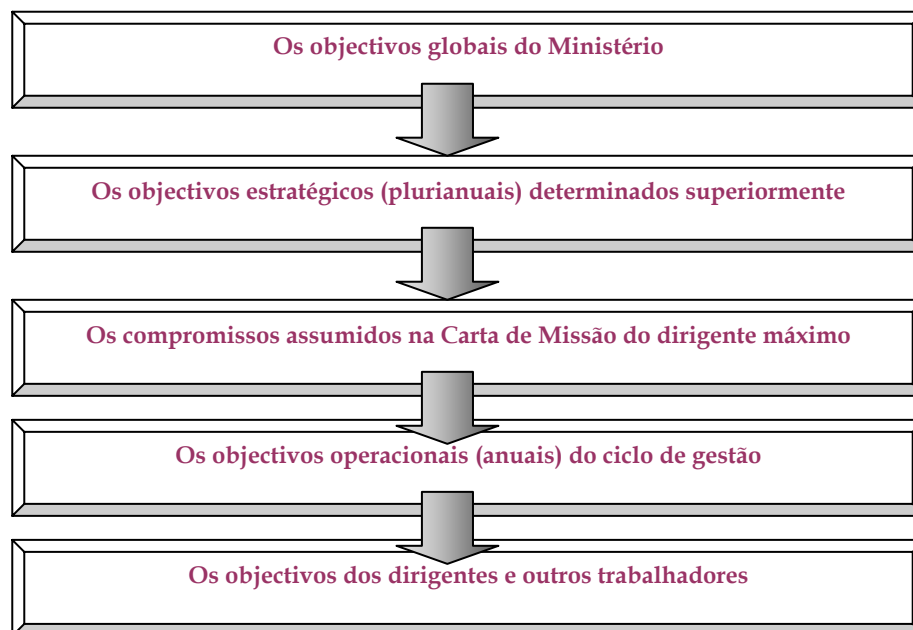 Os objectivos globais do Ministério
Os objectivos estratégicos (plurianuais) determinados superiormente
Os compromissos assumidos na Carta de Missão do dirigente máximo
Os objectivos operacionais (anuais) do ciclo de gestão
Os objectivos dos dirigentes e outros trabalhadores